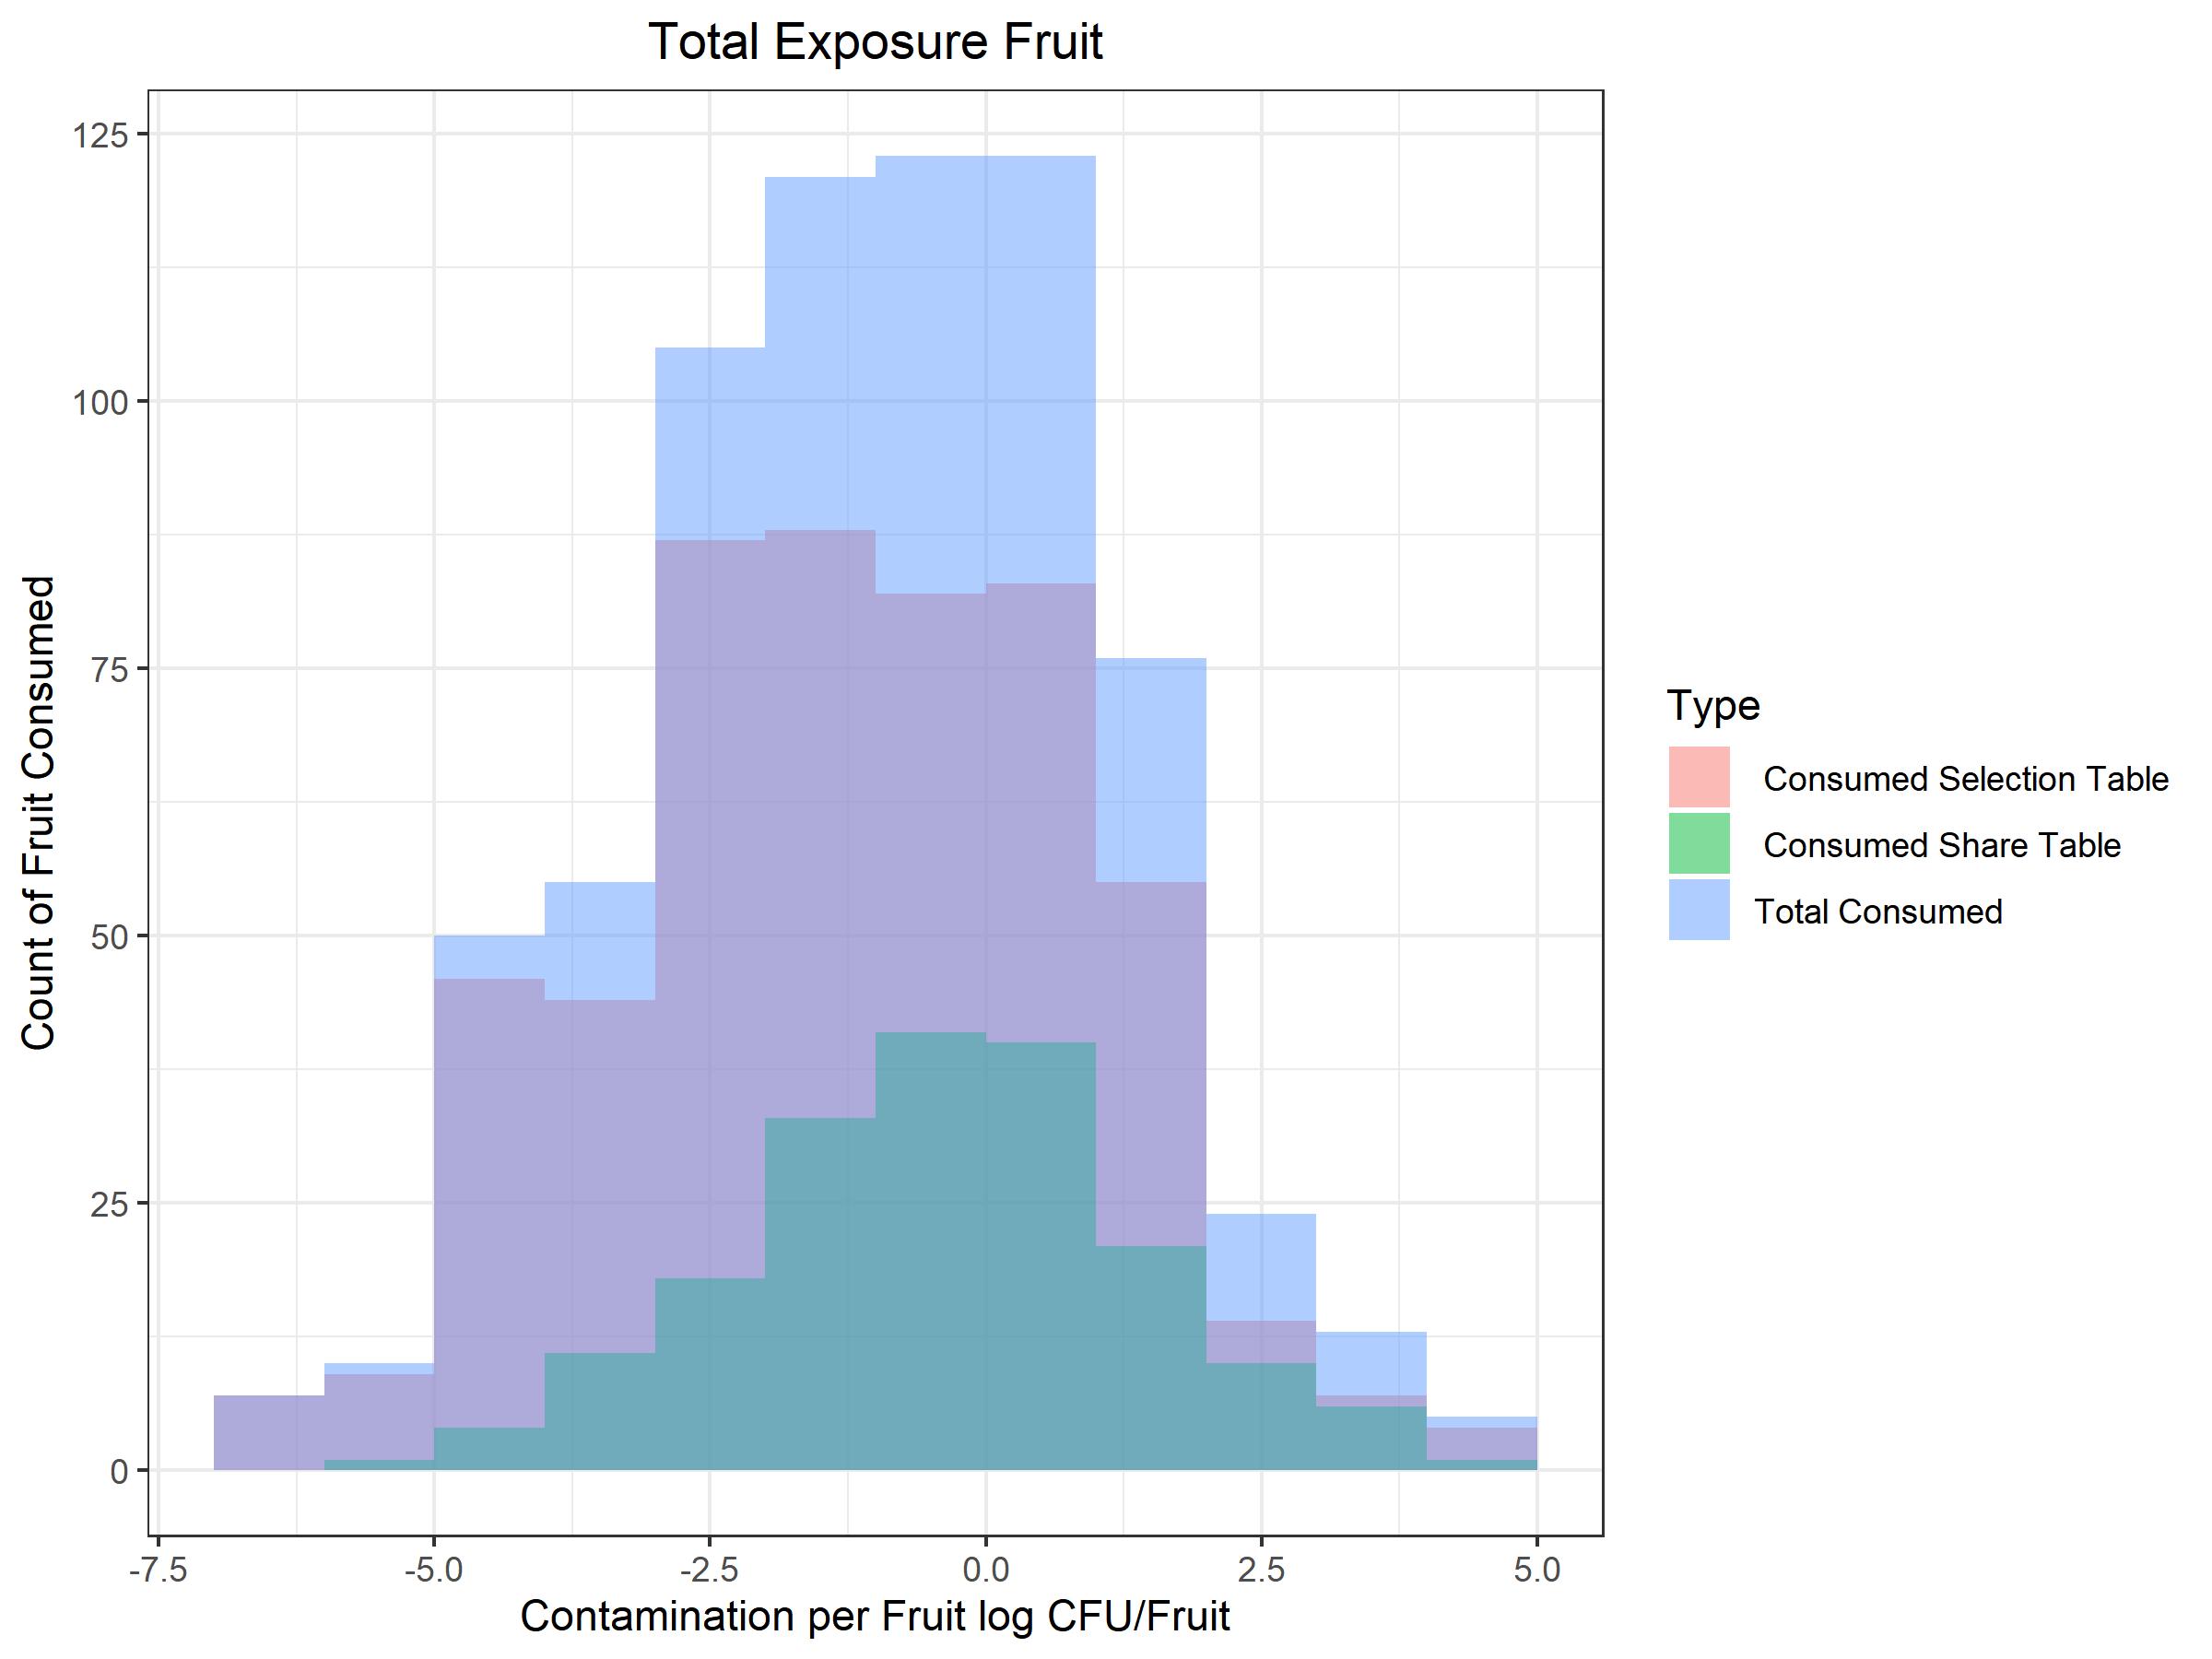 Total Exposure Fruit
125
100
75
50
25
0
Count of Fruit Consumed
-7.5
-5.0
-2.5
0.0
2.5
5.0
Contamination per Fruit log CFU/Fruit
Type
Consumed Selection Table
Consumed Share Table
Total Consumed